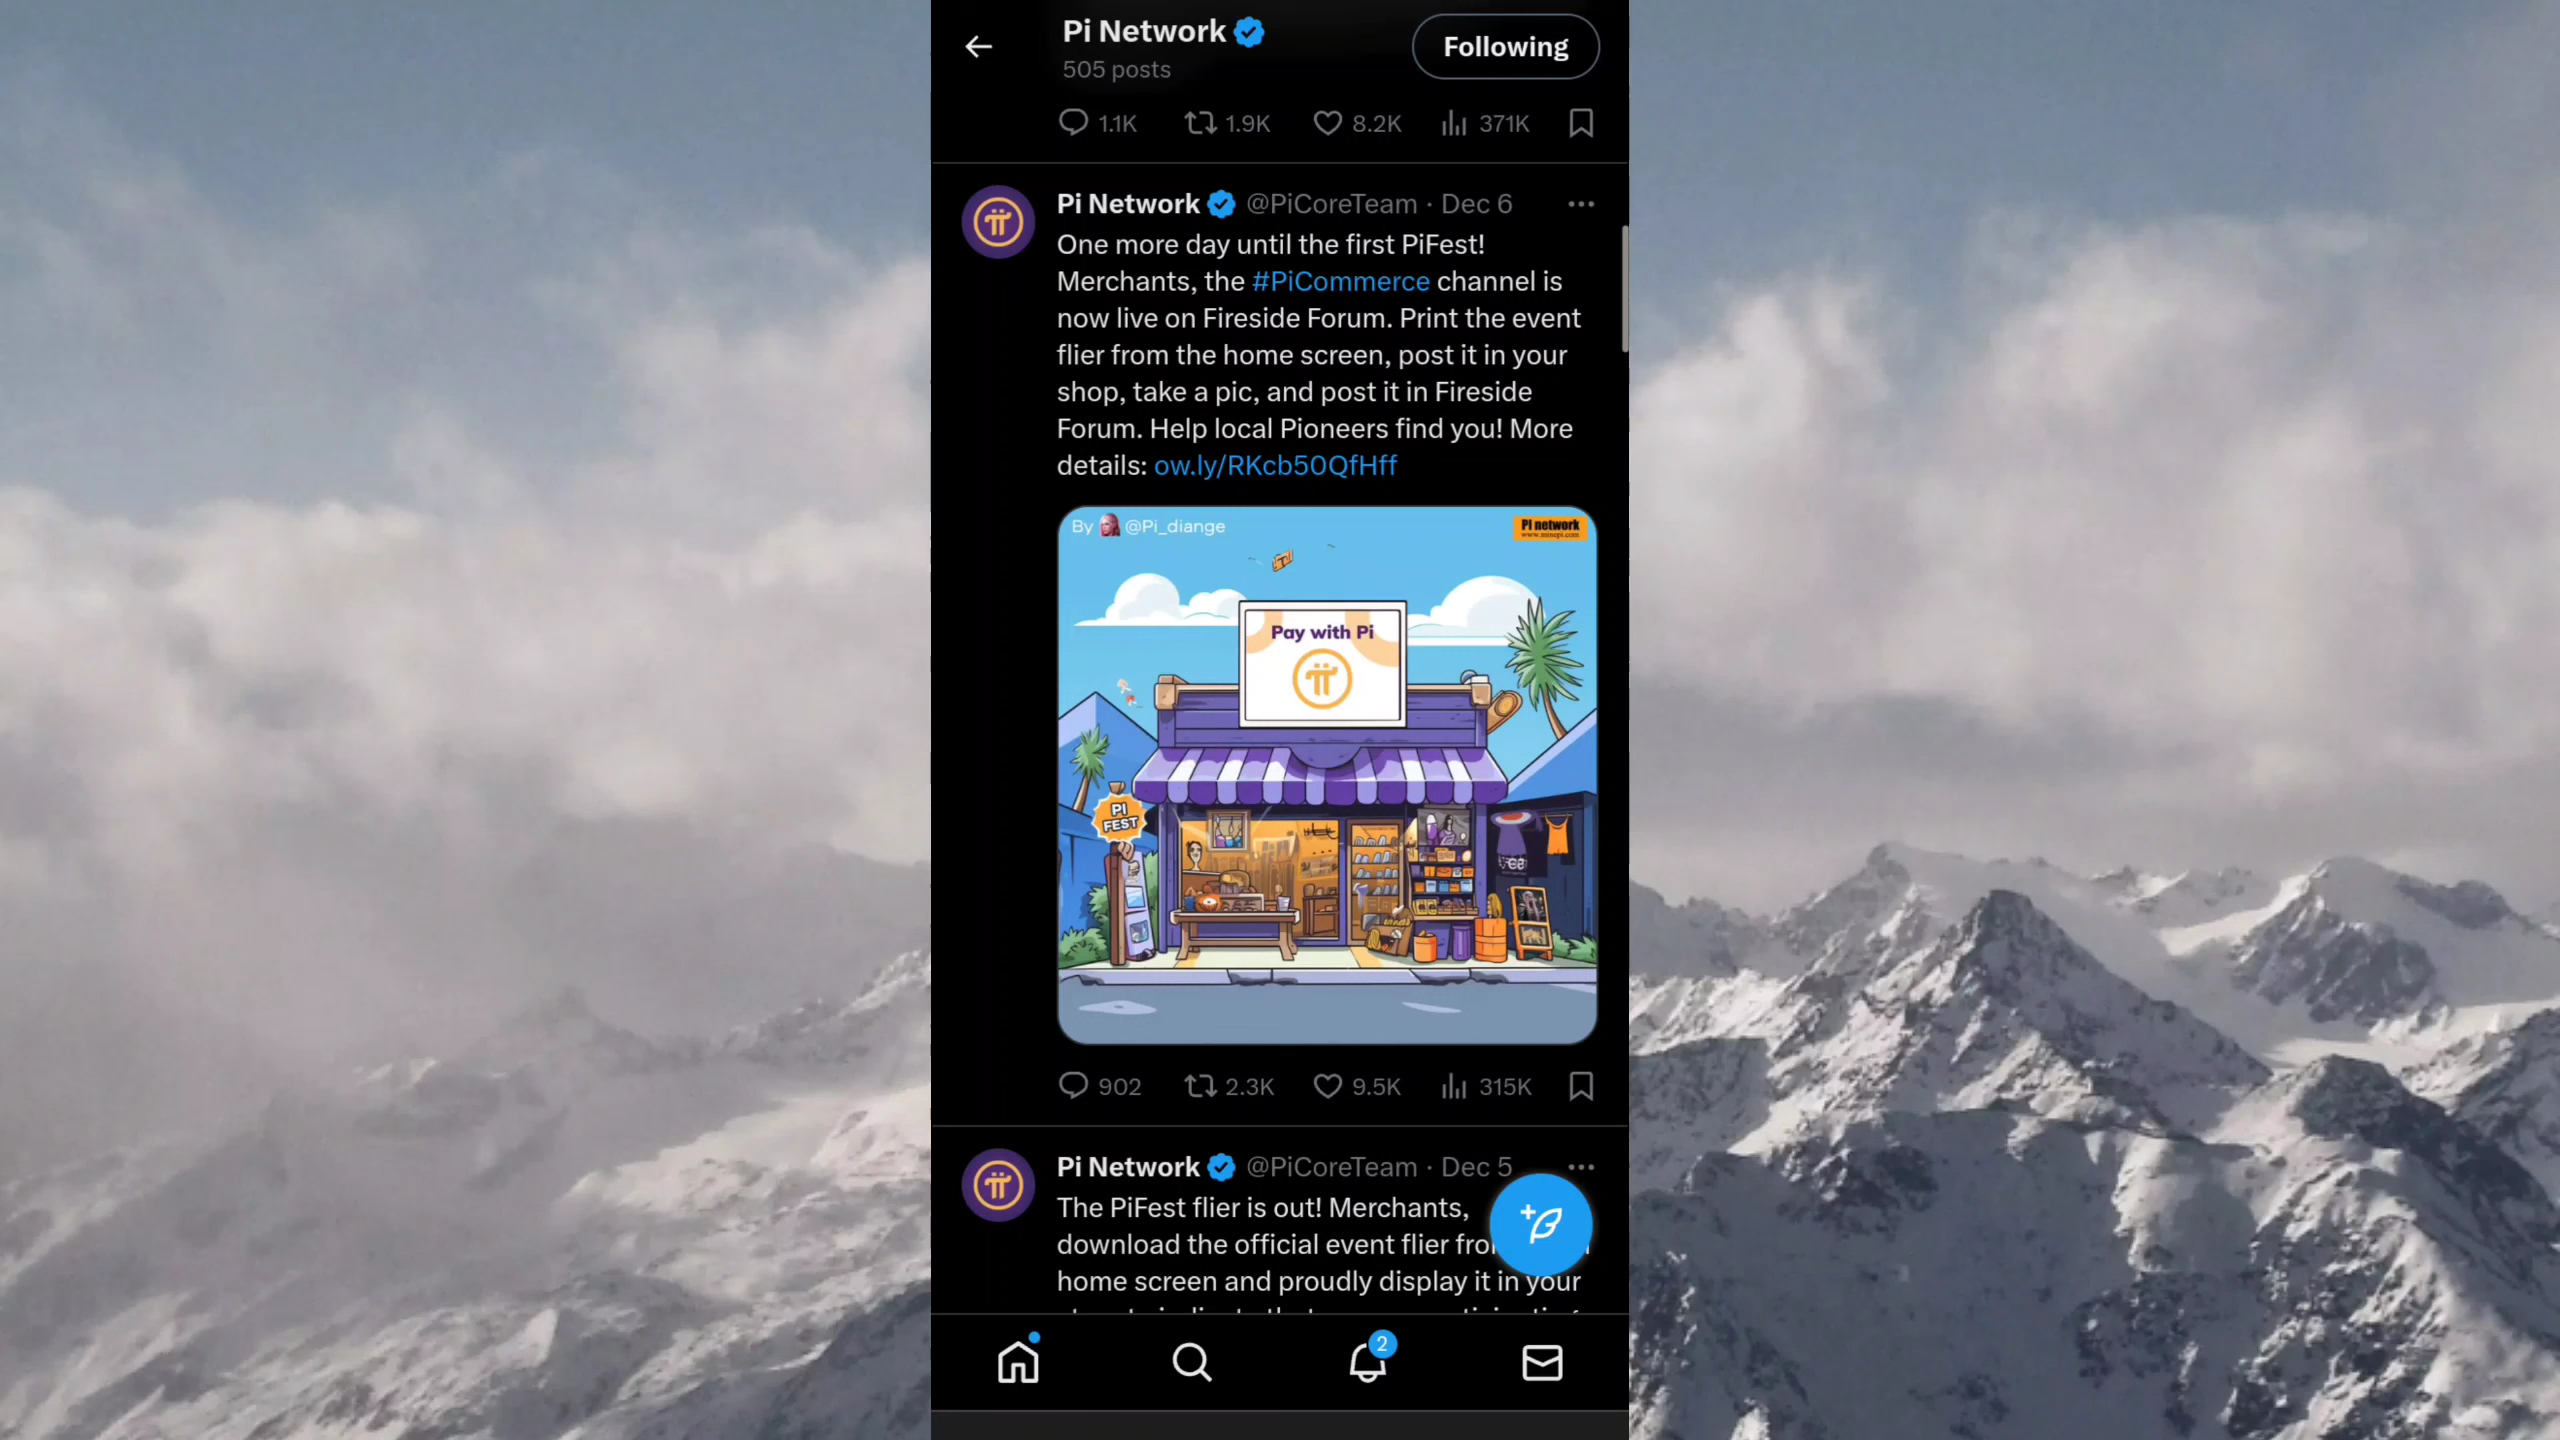 Pi Network
505 posts
Following
1.1K 1.9K 8.2K 371K
Pi Network @PiCoreTeam · Dec 6
One more day until the first PiFest!
Merchants, the #PiCommerce channel is
now live on Fireside Forum. Print the event
flier from the home screen, post it in your
shop, take a pic, and post it in Fireside
Forum. Help local Pioneers find you! More
details: ow.ly/RKcb50QfHff
By @Pi_diange
PI network
www.minepi.com
Pay with Pi
PI
FEST
902 2.3K 9.5K 315K
Pi Network @PiCoreTeam · Dec 5
The PiFest flier is out! Merchants,
download the official event flier
home screen and proudly display it in your
2